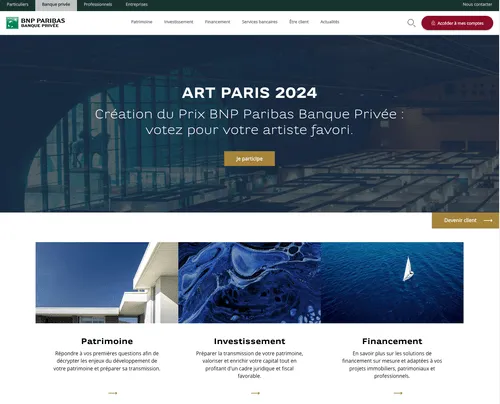 Particuliers Banque privée Professionnels Entreprises Nous contacter
BNP PARIBAS
BANQUE PRIVÉE
Patrimoine Investissement Financement Services bancaires Être client Actualités
Accéder à mes comptes
ART PARIS 2024
Création du Prix BNP Paribas Banque Privée :
votez pour votre artiste favori.
Je participe
Devenir client
Patrimoine
Répondre à vos premières questions afin de
décrypter les enjeux du développement de
votre patrimoine et préparer sa transmission.
Investissement
Préparer la transmission de votre patrimoine,
valoriser et enrichir votre capital tout en
profitant d'un cadre juridique et fiscal
favorable.
Financement
En savoir plus sur les solutions de
financement sur mesure et adaptées à vos
projets immobiliers, patrimoniaux et
professionnels.